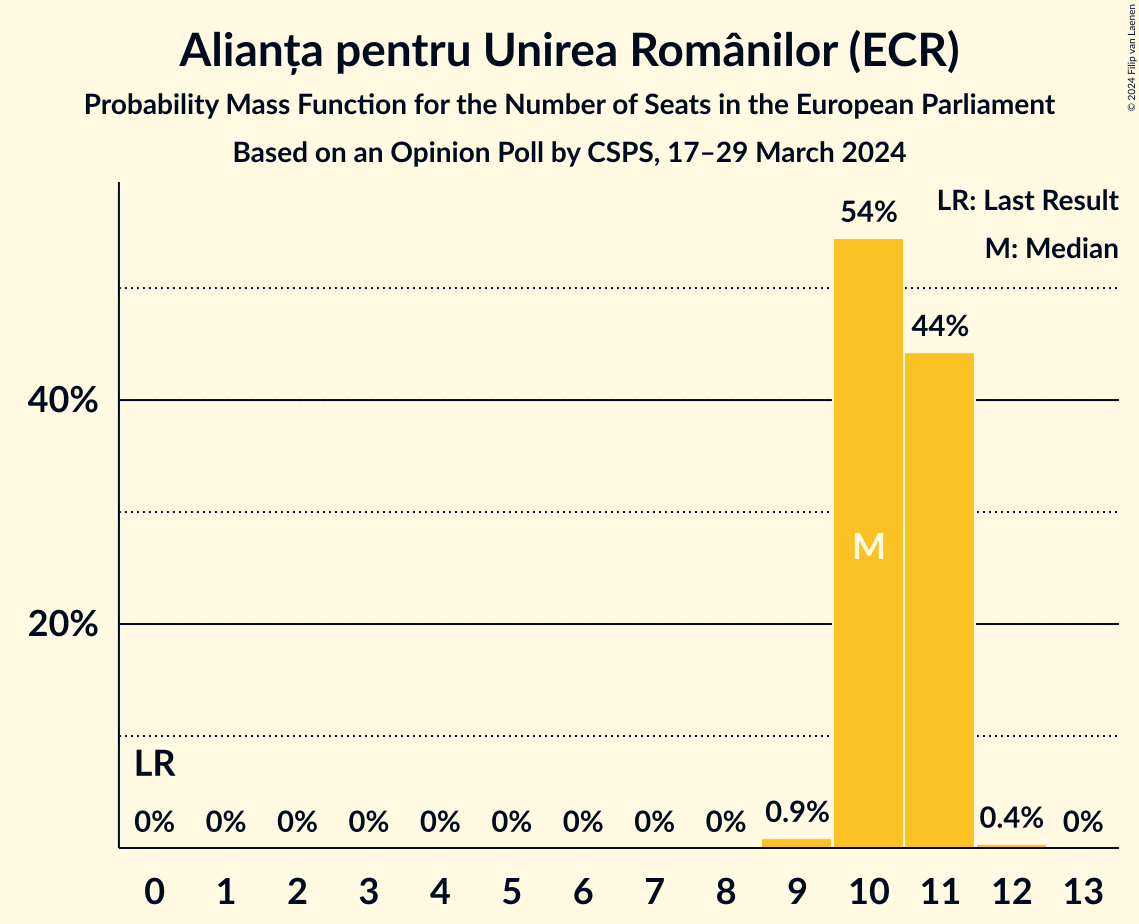 Alianța pentru Unirea Românilor (ECR)
Probability Mass Function for the Number of Seats in the European Parliament
Based on an Opinion Poll by CSPS, 17–29 March 2024
© 2024 Filip van Laenen
LR: Last Result
M: Median
54%
44%
40%
M
20%
LR
0% 0% 0% 0% 0% 0% 0% 0% 0% 0.9% 0.4% 0%
0 1 2 3 4 5 6 7 8 9 10 11 12 13